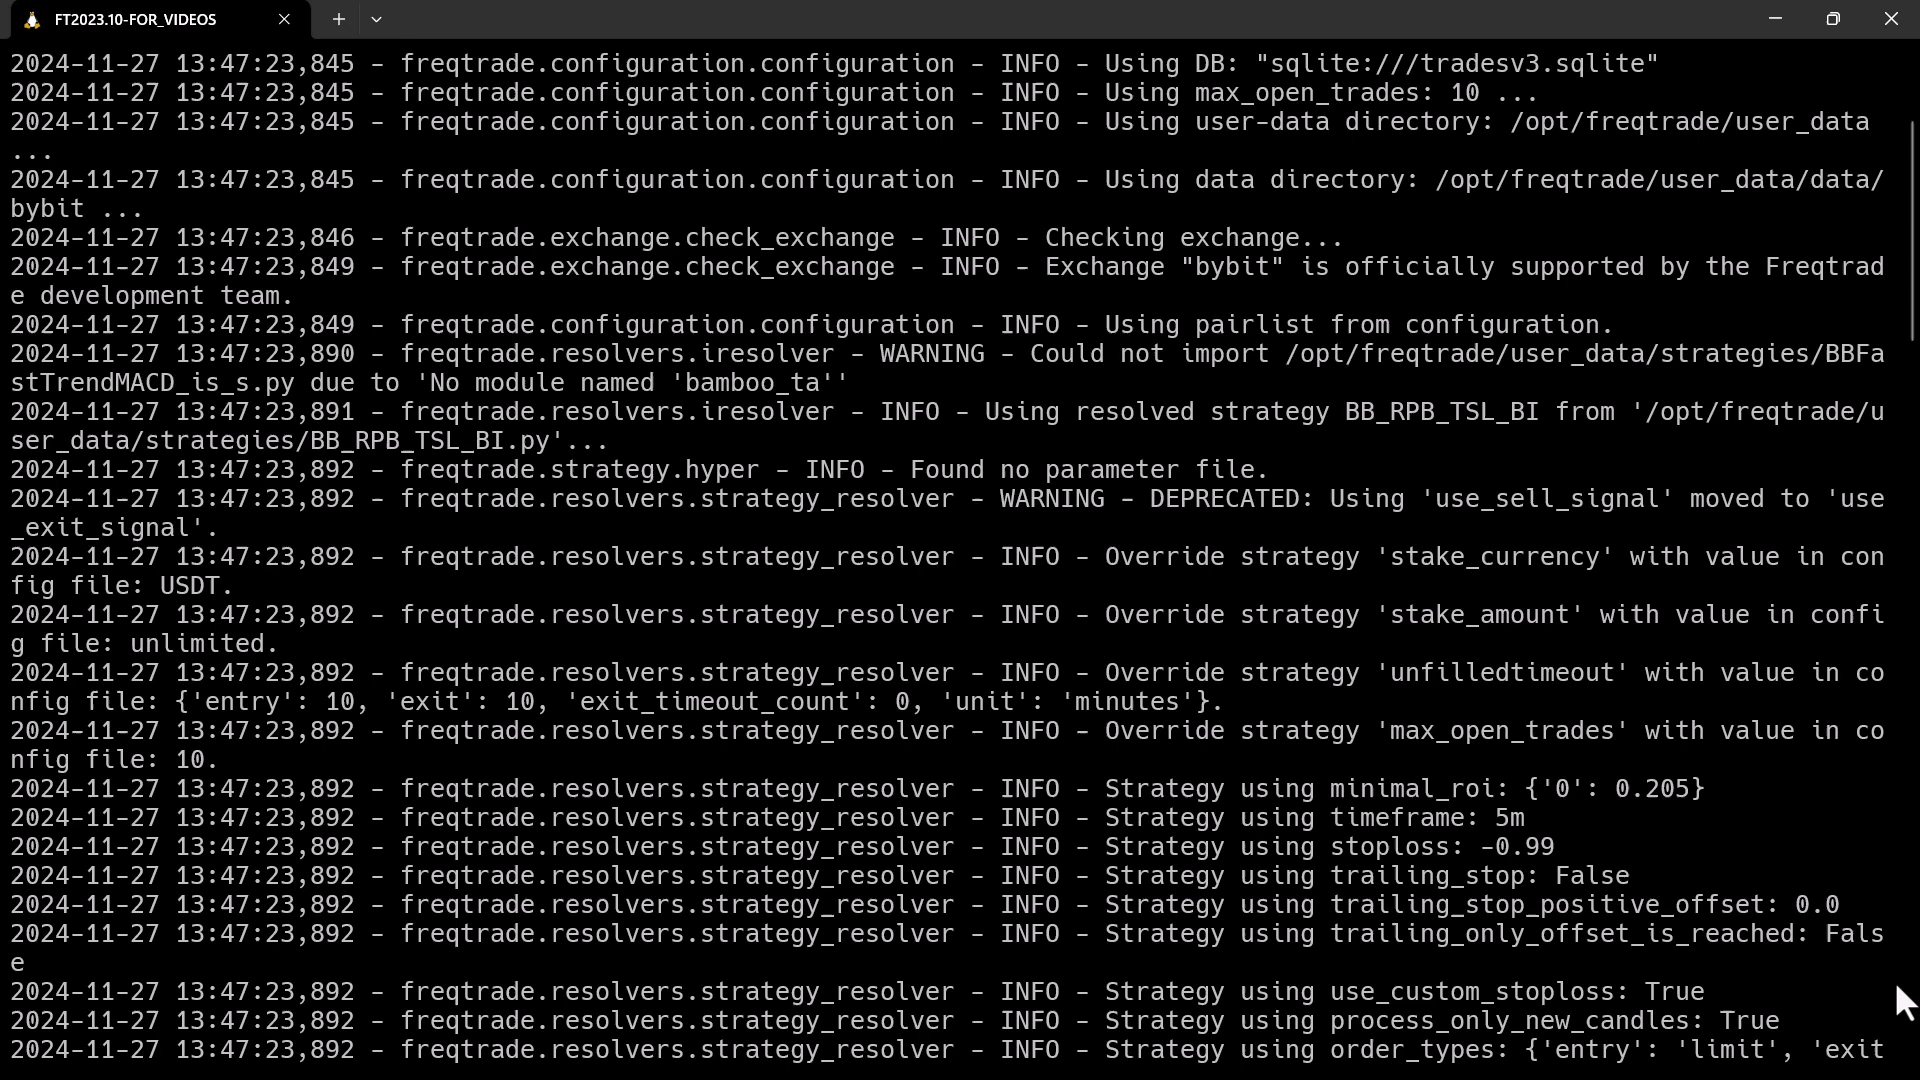 FT2023.10-FOR_VIDEOS
2024-11-27 13:47:23,845 - freqtrade.configuration.configuration - INFO - Using DB: "sqlite:///tradesv3.sqlite"
2024-11-27 13:47:23,845 - freqtrade.configuration.configuration - INFO - Using max_open_trades: 10 ...
2024-11-27 13:47:23,845 - freqtrade.configuration.configuration - INFO - Using user-data directory: /opt/freqtrade/user_data
...
2024-11-27 13:47:23,845 - freqtrade.configuration.configuration - INFO - Using data directory: /opt/freqtrade/user_data/data/
bybit ...
2024-11-27 13:47:23,846 - freqtrade.exchange.check_exchange - INFO - Checking exchange...
2024-11-27 13:47:23,849 - freqtrade.exchange.check_exchange - INFO - Exchange "bybit" is officially supported by the Freqtrad
e development team.
2024-11-27 13:47:23,849 - freqtrade.configuration.configuration - INFO - Using pairlist from configuration.
2024-11-27 13:47:23,890 - freqtrade.resolvers.iresolver - WARNING - Could not import /opt/freqtrade/user_data/strategies/BBFa
stTrendMACD_is_s.py due to 'No module named 'bamboo_ta''
2024-11-27 13:47:23,891 - freqtrade.resolvers.iresolver - INFO - Using resolved strategy BB_RPB_TSL_BI from '/opt/freqtrade/u
ser_data/strategies/BB_RPB_TSL_BI.py'...
2024-11-27 13:47:23,892 - freqtrade.strategy.hyper - INFO - Found no parameter file.
2024-11-27 13:47:23,892 - freqtrade.resolvers.strategy_resolver - WARNING - DEPRECATED: Using 'use_sell_signal' moved to 'use
_exit_signal'.
2024-11-27 13:47:23,892 - freqtrade.resolvers.strategy_resolver - INFO - Override strategy 'stake_currency' with value in con
fig file: USDT.
2024-11-27 13:47:23,892 - freqtrade.resolvers.strategy_resolver - INFO - Override strategy 'stake_amount' with value in confi
g file: unlimited.
2024-11-27 13:47:23,892 - freqtrade.resolvers.strategy_resolver - INFO - Override strategy 'unfilledtimeout' with value in co
nfig file: {'entry': 10, 'exit': 10, 'exit_timeout_count': 0, 'unit': 'minutes'}.
2024-11-27 13:47:23,892 - freqtrade.resolvers.strategy_resolver - INFO - Override strategy 'max_open_trades' with value in co
nfig file: 10.
2024-11-27 13:47:23,892 - freqtrade.resolvers.strategy_resolver - INFO - Strategy using minimal_roi: {'0': 0.205}
2024-11-27 13:47:23,892 - freqtrade.resolvers.strategy_resolver - INFO - Strategy using timeframe: 5m
2024-11-27 13:47:23,892 - freqtrade.resolvers.strategy_resolver - INFO - Strategy using stoploss: -0.99
2024-11-27 13:47:23,892 - freqtrade.resolvers.strategy_resolver - INFO - Strategy using trailing_stop: False
2024-11-27 13:47:23,892 - freqtrade.resolvers.strategy_resolver - INFO - Strategy using trailing_stop_positive_offset: 0.0
2024-11-27 13:47:23,892 - freqtrade.resolvers.strategy_resolver - INFO - Strategy using trailing_only_offset_is_reached: Fals
e
2024-11-27 13:47:23,892 - freqtrade.resolvers.strategy_resolver - INFO - Strategy using use_custom_stoploss: True
2024-11-27 13:47:23,892 - freqtrade.resolvers.strategy_resolver - INFO - Strategy using process_only_new_candles: True
2024-11-27 13:47:23,892 - freqtrade.resolvers.strategy_resolver - INFO - Strategy using order_types: {'entry': 'limit', 'exit